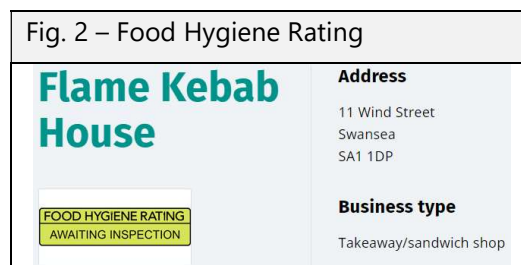 Fig. 2 – Food Hygiene Rating
Flame Kebab
House
FOOD HYGIENE RATING
AWAITING INSPECTION
Address
11 Wind Street
Swansea
SA1 1DP
Business type
Takeaway/sandwich shop